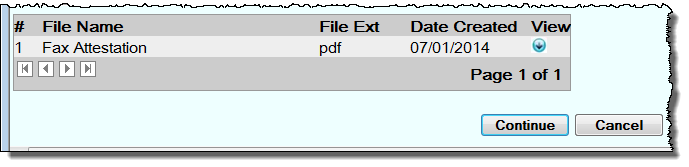 # File Name File Ext Date Created View
1 Fax Attestation pdf 07/01/2014
Page 1 of 1
Continue Cancel